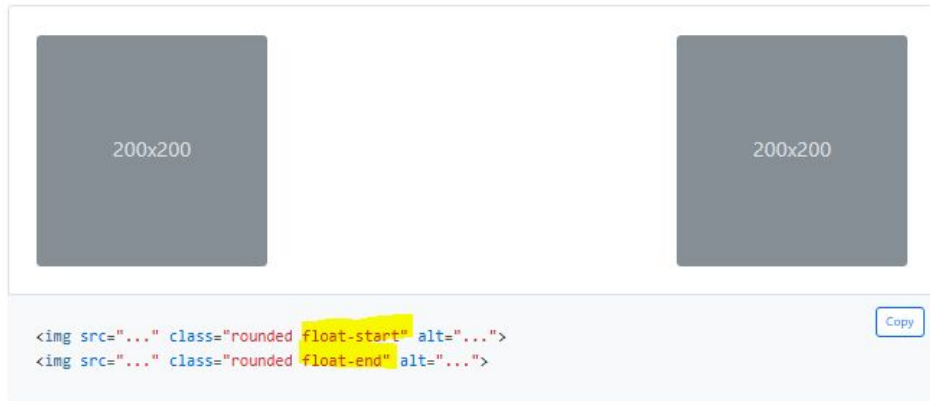 200x200 200x200
Copy
<img src="..." class="rounded float-start" alt="...">
<img src="..." class="rounded float-end" alt="...">